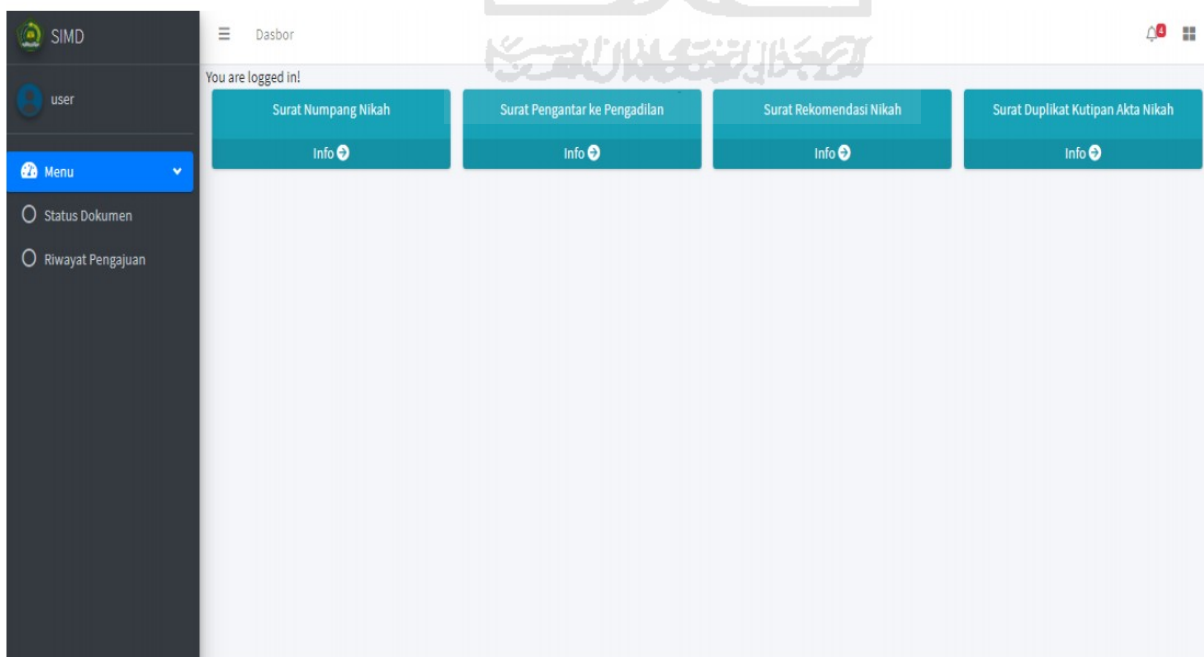 SIMD
Dasbor
4
user
You are logged in!
Surat Numpang Nikah
Info
Surat Pengantar ke Pengadilan
Info
Surat Rekomendasi Nikah
Info
Surat Duplikat Kutipan Akta Nikah
Info
Menu
Status Dokumen
Riwayat Pengajuan